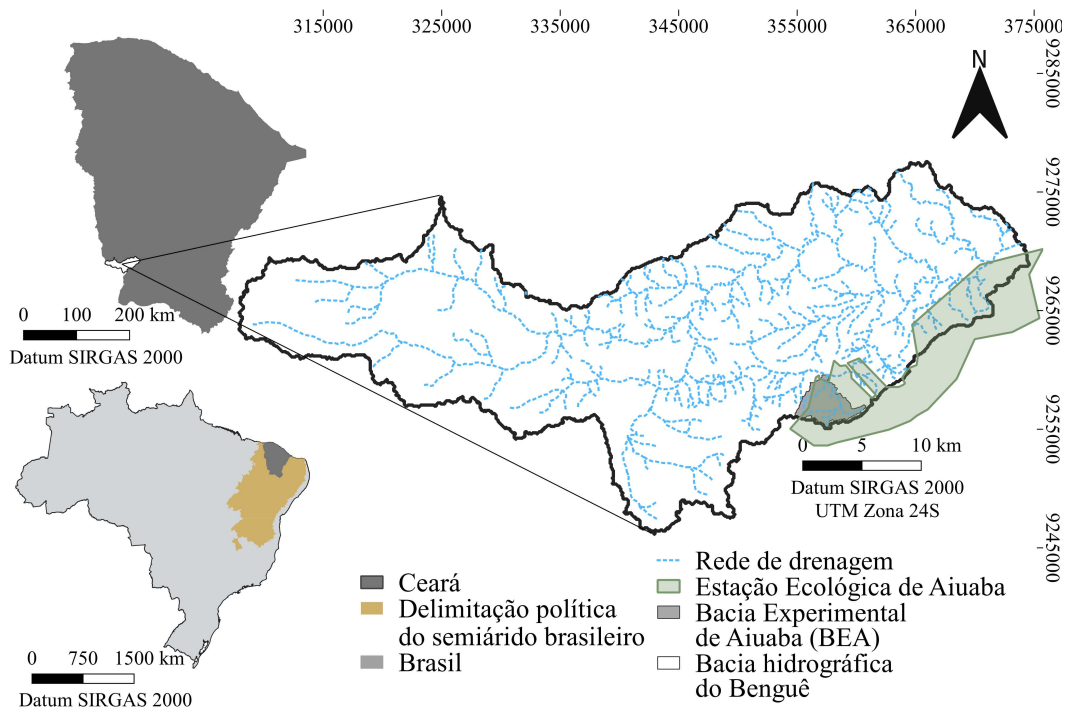 315000 325000 335000 345000 355000 365000 375000
N
9285000
9275000
9265000
9255000
9245000
0 100 200 km
Datum SIRGAS 2000
0 5 10 km
Datum SIRGAS 2000
UTM Zona 24S
0 750 1500 km
Datum SIRGAS 2000
Ceará
Delimitação política
do semiárido brasileiro
Brasil
Rede de drenagem
Estação Ecológica de Aiuaba
Bacia Experimental
de Aiuaba (BEA)
Bacia hidrográfica
do Benguê